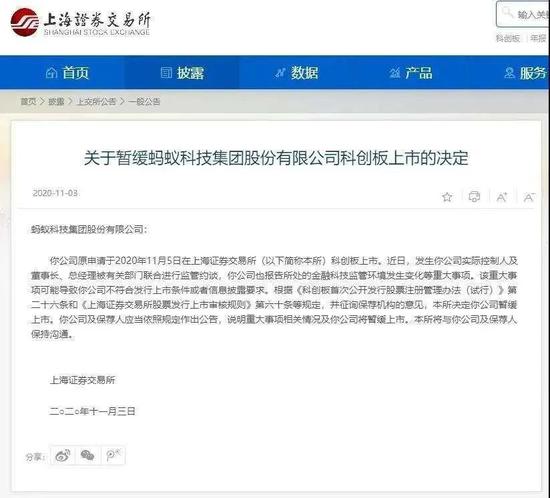 上海證券交易所
SHANGHAI STOCK EXCHANGE
输入关
科创板 | 年报
首页 披露 数据 产品 服务
首页 > 披露 > 上交所公告 > 一般公告
关于暂缓蚂蚁科技集团股份有限公司科创板上市的决定
2020-11-03
A+ A-
蚂蚁科技集团股份有限公司：
你公司原申请于2020年11月5日在上海证券交易所（以下简称本所）科创板上市。近日，发生你公司实际控制人及
董事长、总经理被有关部门联合进行监管约谈，你公司也报告所处的金融科技监管环境发生变化等重大事项。该重大事
项可能导致你公司不符合发行上市条件或者信息披露要求。根据《科创板首次公开发行股票注册管理办法（试行）》第
二十六条和《上海证券交易所股票发行上市审核规则》第六十条等规定，并征询保荐机构的意见，本所决定你公司暂缓
上市。你公司及保荐人应当依照规定作出公告，说明重大事项相关情况及你公司将暂缓上市。本所将与你公司及保荐人
保持沟通。
上海证券交易所
二〇二〇年十一月三日
分享：